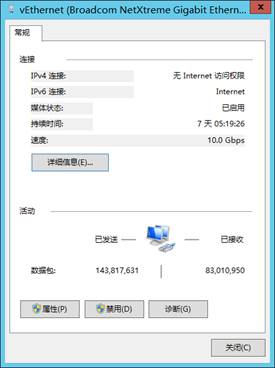 vEthernet (Broadcom NetXtreme Gigabit Ethern...
常规
连接
IPv4 连接: 无 Internet 访问权限
IPv6 连接: Internet
媒体状态: 已启用
持续时间: 7 天 05:19:26
速度: 10.0 Gbps
详细信息(E)...
活动
已发送 — — 已接收
数据包: 143,817,631 | 83,010,950
属性(P) 禁用(D) 诊断(G)
关闭(C)